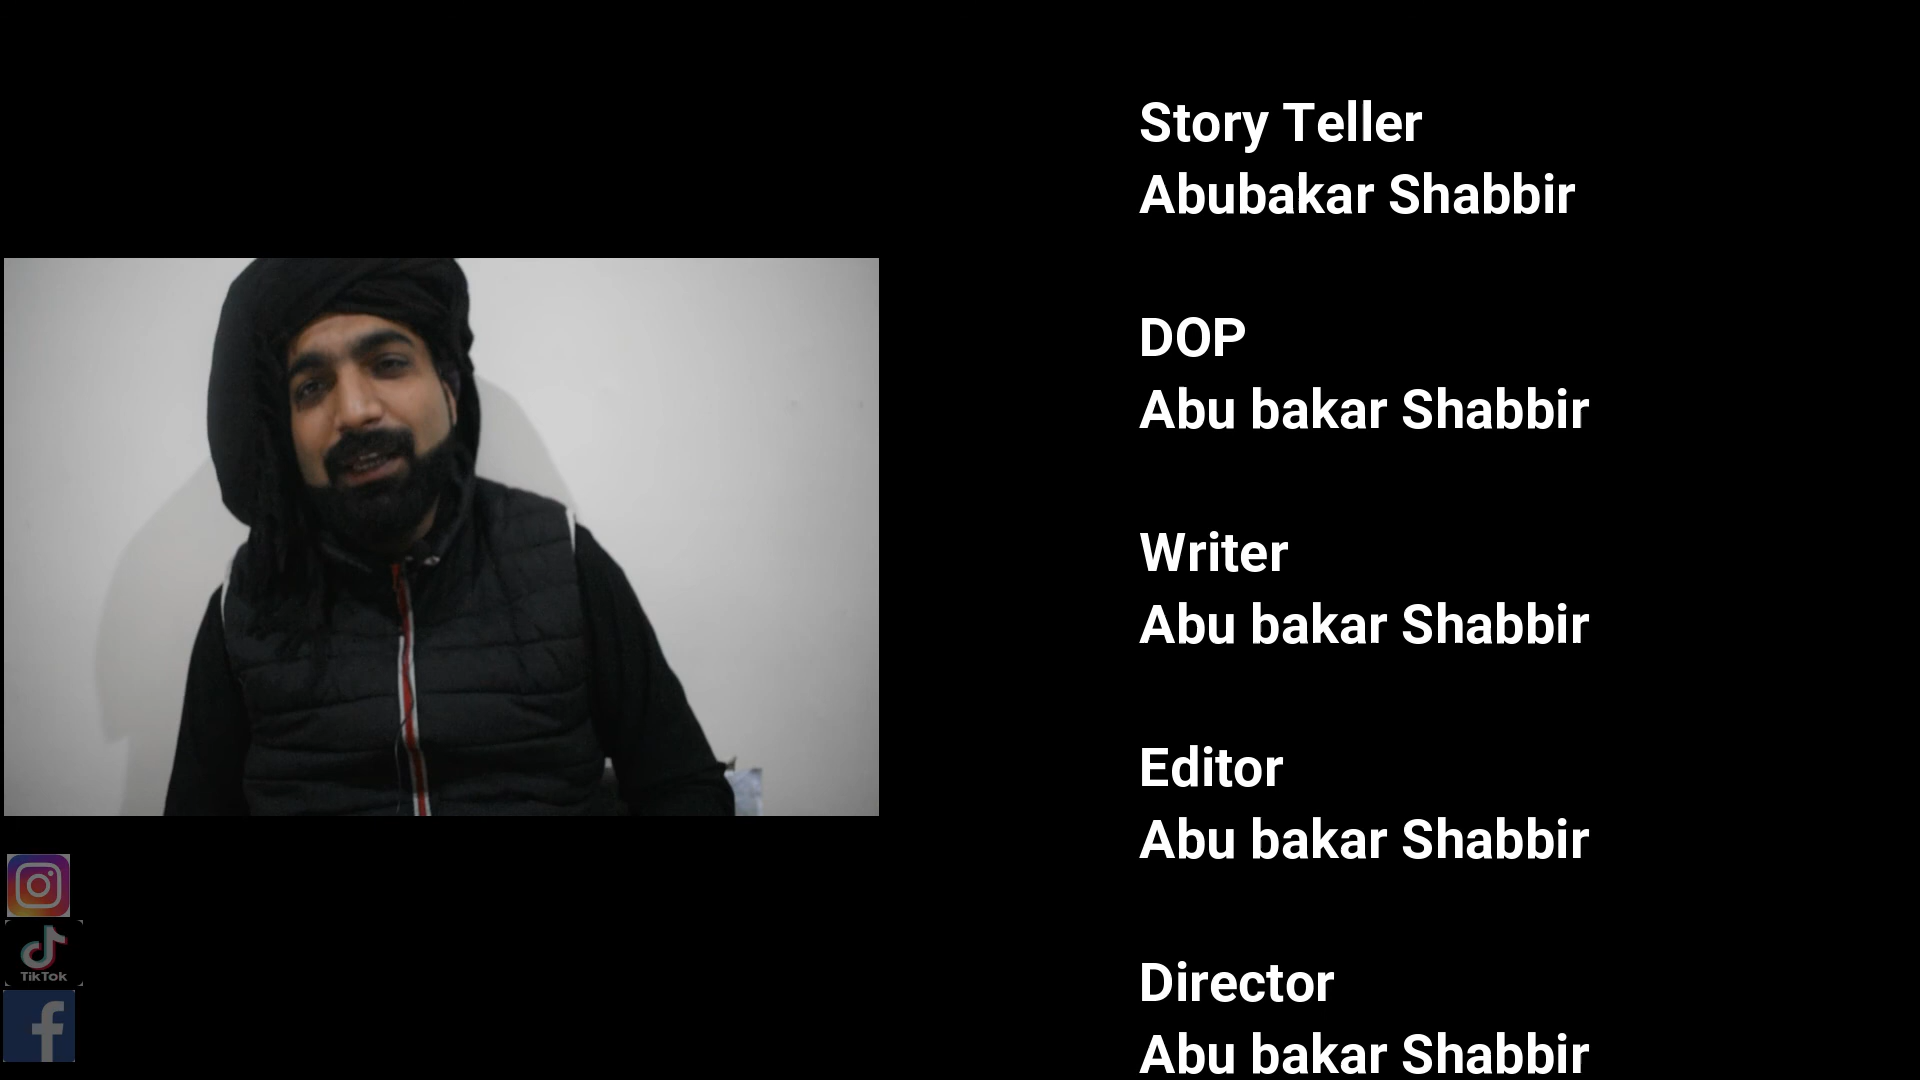 Story Teller
Abubakar Shabbir
DOP
Abu bakar Shabbir
Writer
Abu bakar Shabbir
Editor
Abu bakar Shabbir
Director
Abu bakar Shabbir
TikTok